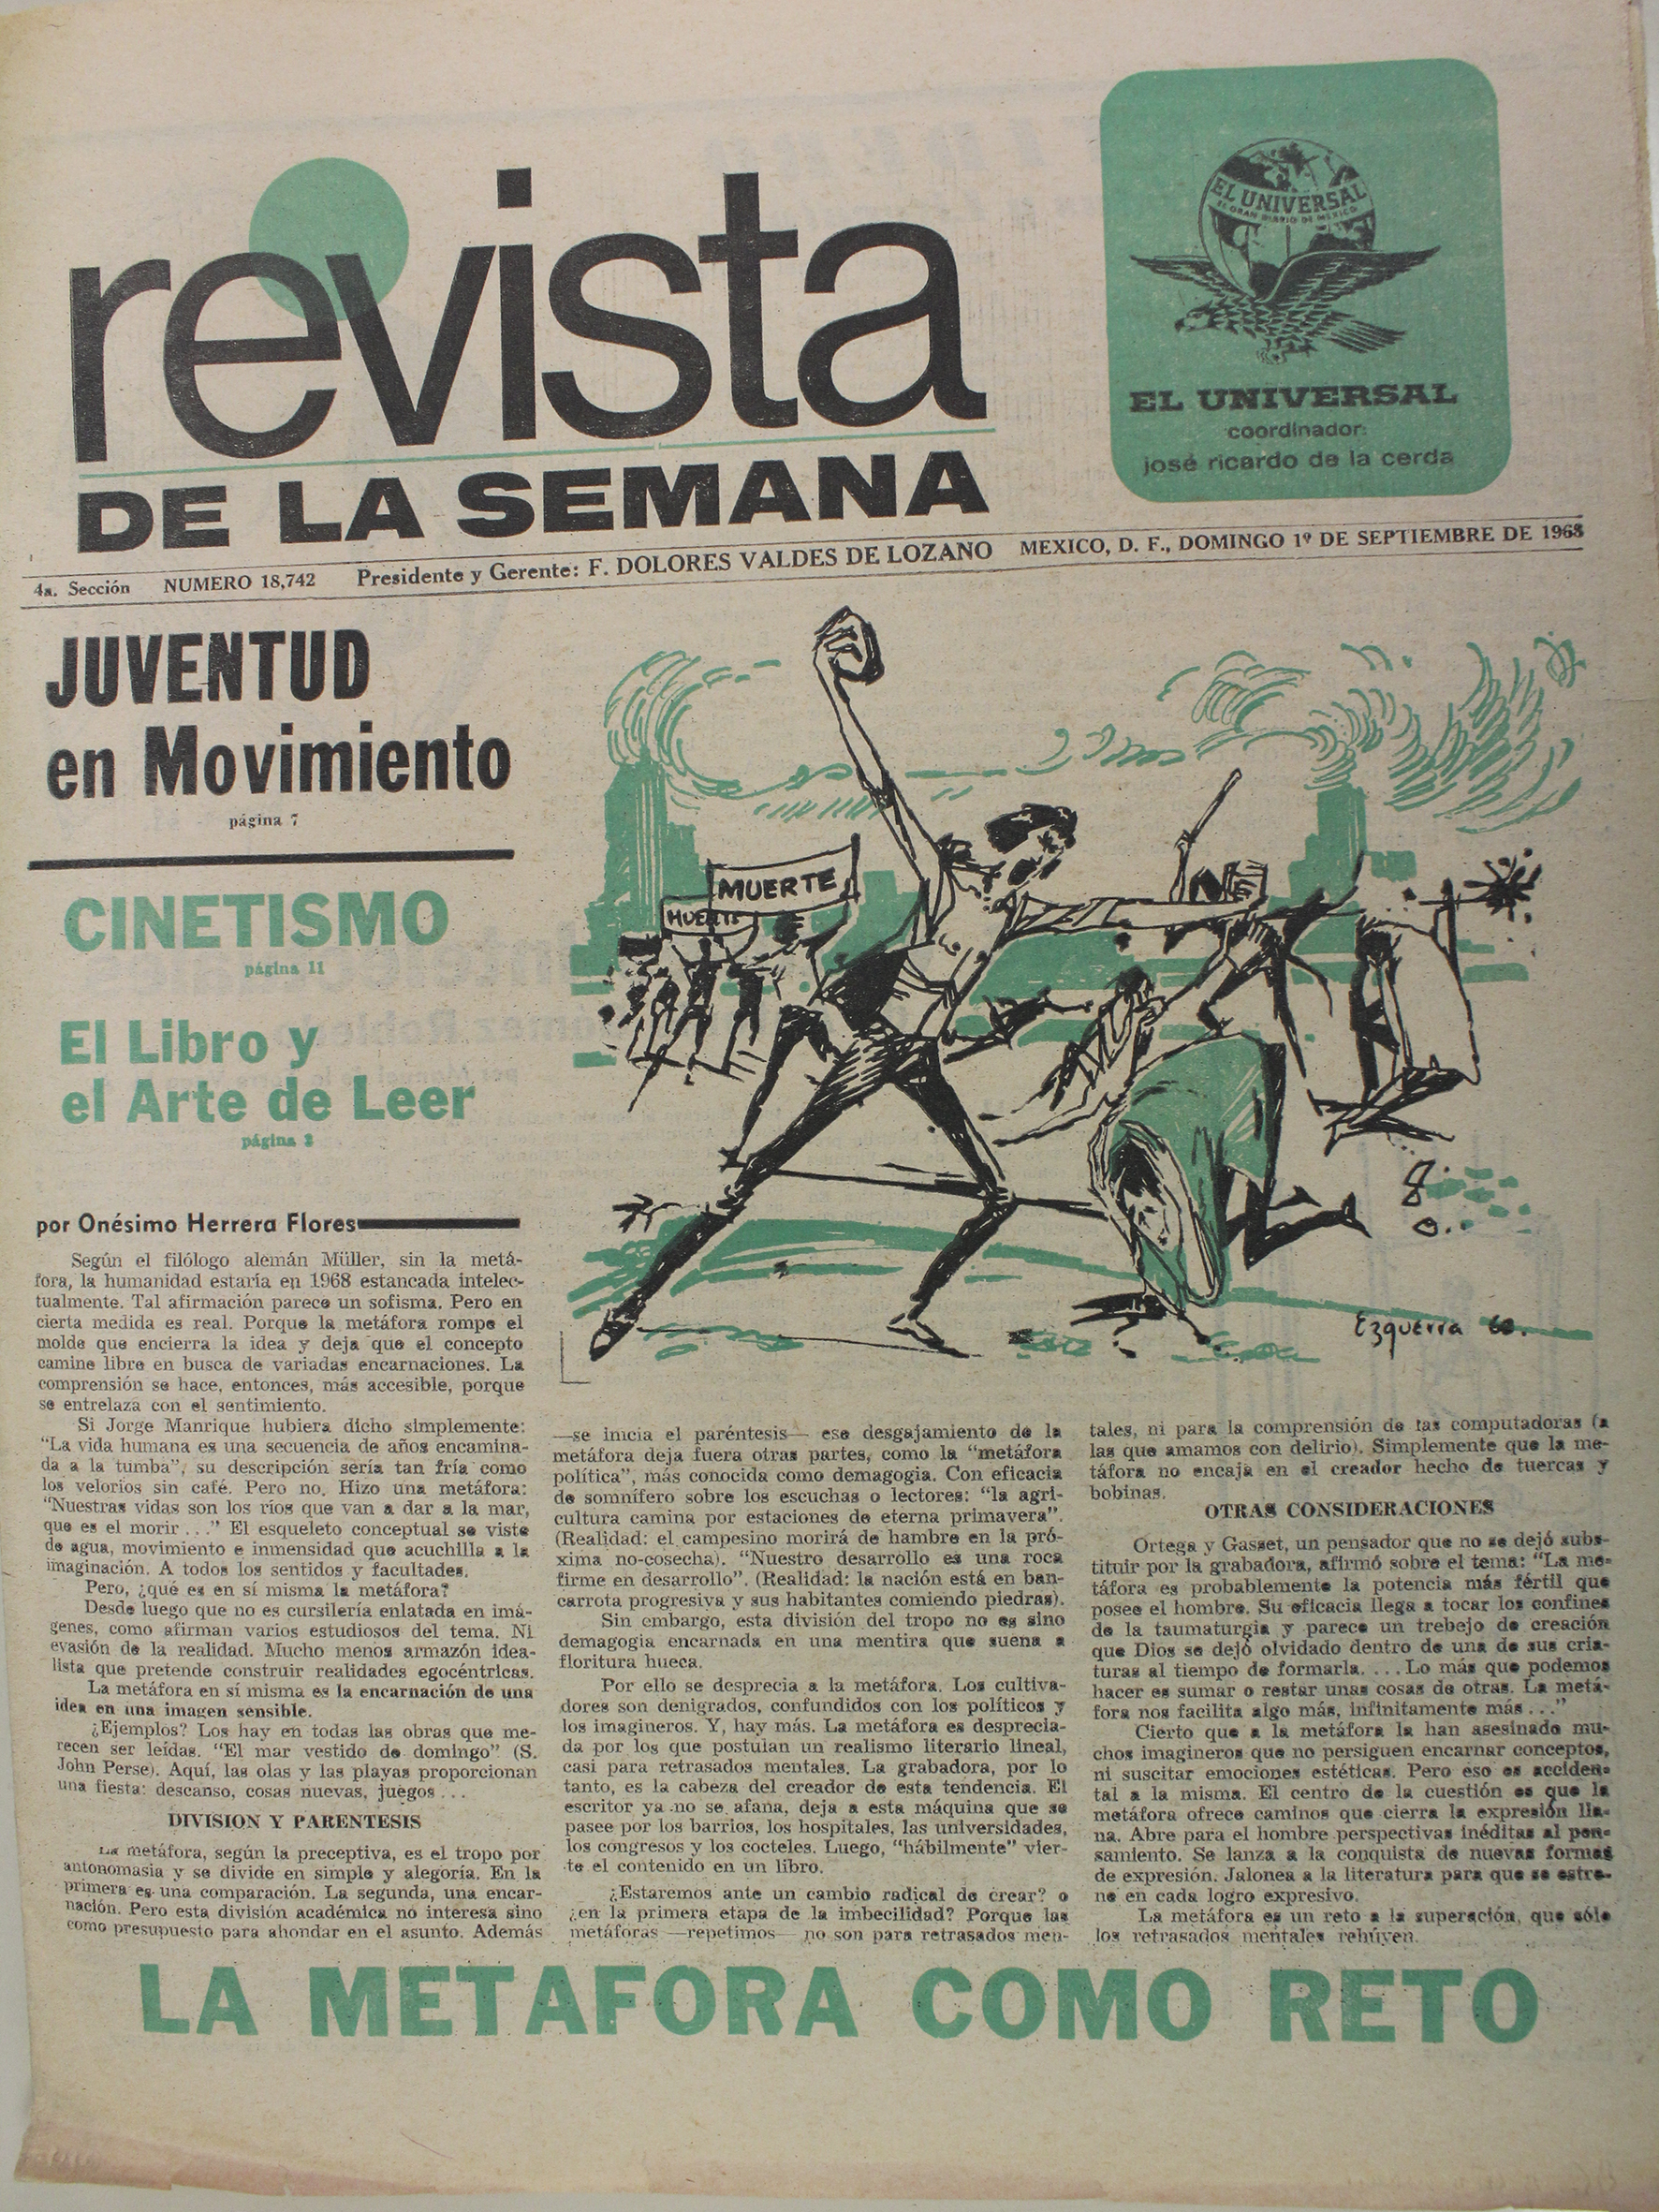 revista
DE LA SEMANA
EL UNIVERSAL
EL GRAN DIARIO DE MEXICO
EL UNIVERSAL
coordinador:
josé ricardo de la cerda
4a. Sección NUMERO 18,742 Presidente y Gerente: F. DOLORES VALDES DE LOZANO MEXICO, D. F., DOMINGO 1º DE SEPTIEMBRE DE 1968
JUVENTUD
en Movimiento
página 7
CINETISMO
página 11
El Libro y
el Arte de Leer
página 3
MUERTE
MUERTE
Ezquerra 68.
por Onésimo Herrera Flores
Según el filólogo alemán Müller, sin la metá-
fora, la humanidad estaría en 1968 estancada intelec-
tualmente. Tal afirmación parece un sofisma. Pero en
cierta medida es real. Porque la metáfora rompe el
molde que encierra la idea y deja que el concepto
camine libre en busca de variadas encarnaciones. La
comprensión se hace, entonces, más accesible, porque
se entrelaza con el sentimiento.
Si Jorge Manrique hubiera dicho simplemente:
"La vida humana es una secuencia de años encamina-
da a la tumba", su descripción sería tan fría como
los velorios sin café. Pero no. Hizo una metáfora:
"Nuestras vidas son los ríos que van a dar a la mar,
que es el morir..." El esqueleto conceptual se viste
de agua, movimiento e inmensidad que acuchilla a la
imaginación. A todos los sentidos y facultades.
Pero, ¿qué es en sí misma la metáfora?
Desde luego que no es cursilería enlatada en imá-
genes, como afirman varios estudiosos del tema. Ni
evasión de la realidad. Mucho menos armazón idea-
lista que pretende construir realidades egocéntricas.
La metáfora en sí misma es la encarnación de una
idea en una imagen sensible.
¿Ejemplos? Los hay en todas las obras que me-
recen ser leídas. "El mar vestido de domingo" (S.
John Perse). Aquí, las olas y las playas proporcionan
una fiesta: descanso, cosas nuevas, juegos...
DIVISION Y PARENTESIS
La metáfora, según la preceptiva, es el tropo por
antonomasia y se divide en simple y alegoría. En la
primera es una comparación. La segunda, una encar-
nación. Pero esta división académica no interesa sino
como presupuesto para ahondar en el asunto. Además
—se inicia el paréntesis— ese desgajamiento de la
metáfora deja fuera otras partes, como la "metáfora
política", más conocida como demagogia. Con eficacia
de somnífero sobre los escuchas o lectores: "la agri-
cultura camina por estaciones de eterna primavera".
(Realidad: el campesino morirá de hambre en la pró-
xima no-cosecha). "Nuestro desarrollo es una roca
firme en desarrollo". (Realidad: la nación está en ban-
carrota progresiva y sus habitantes comiendo piedras).
Sin embargo, esta división del tropo no es sino
demagogia encarnada en una mentira que suena a
floritura hueca.
Por ello se desprecia a la metáfora. Los cultiva-
dores son denigrados, confundidos con los políticos y
los imagineros. Y, hay más. La metáfora es desprecia-
da por los que postulan un realismo literario lineal,
casi para retrasados mentales. La grabadora, por lo
tanto, es la cabeza del creador de esta tendencia. El
escritor ya no se afana, deja a esta máquina que se
pasee por los barrios, los hospitales, las universidades,
los congresos y los cocteles. Luego, "hábilmente" vier-
te el contenido en un libro.
¿Estaremos ante un cambio radical de crear? o
¿en la primera etapa de la imbecilidad? Porque las
metáforas —repetimos— no son para retrasados men-
tales, ni para la comprensión de las computadoras (a
las que amamos con delirio). Simplemente que la me-
táfora no encaja en el creador hecho de tuercas y
bobinas.
OTRAS CONSIDERACIONES
Ortega y Gasset, un pensador que no se dejó subs-
tituir por la grabadora, afirmó sobre el tema: "La me-
táfora es probablemente la potencia más fértil que
posee el hombre. Su eficacia llega a tocar los confines
de la taumaturgia y parece un trebejo de creación
que Dios se dejó olvidado dentro de una de sus cria-
turas al tiempo de formarla. ...Lo más que podemos
hacer es sumar o restar unas cosas de otras. La metá-
fora nos facilita algo más, infinitamente más..."
Cierto que a la metáfora la han asesinado mu-
chos imagineros que no persiguen encarnar conceptos,
ni suscitar emociones estéticas. Pero eso es acciden-
tal a la misma. El centro de la cuestión es que la
metáfora ofrece caminos que cierra la expresión lla-
na. Abre para el hombre perspectivas inéditas al pen-
samiento. Se lanza a la conquista de nuevas formas
de expresión. Jalonea a la literatura para que se estre-
ne en cada logro expresivo.
La metáfora es un reto a la superación, que sólo
los retrasados mentales rehúyen.
LA METAFORA COMO RETO